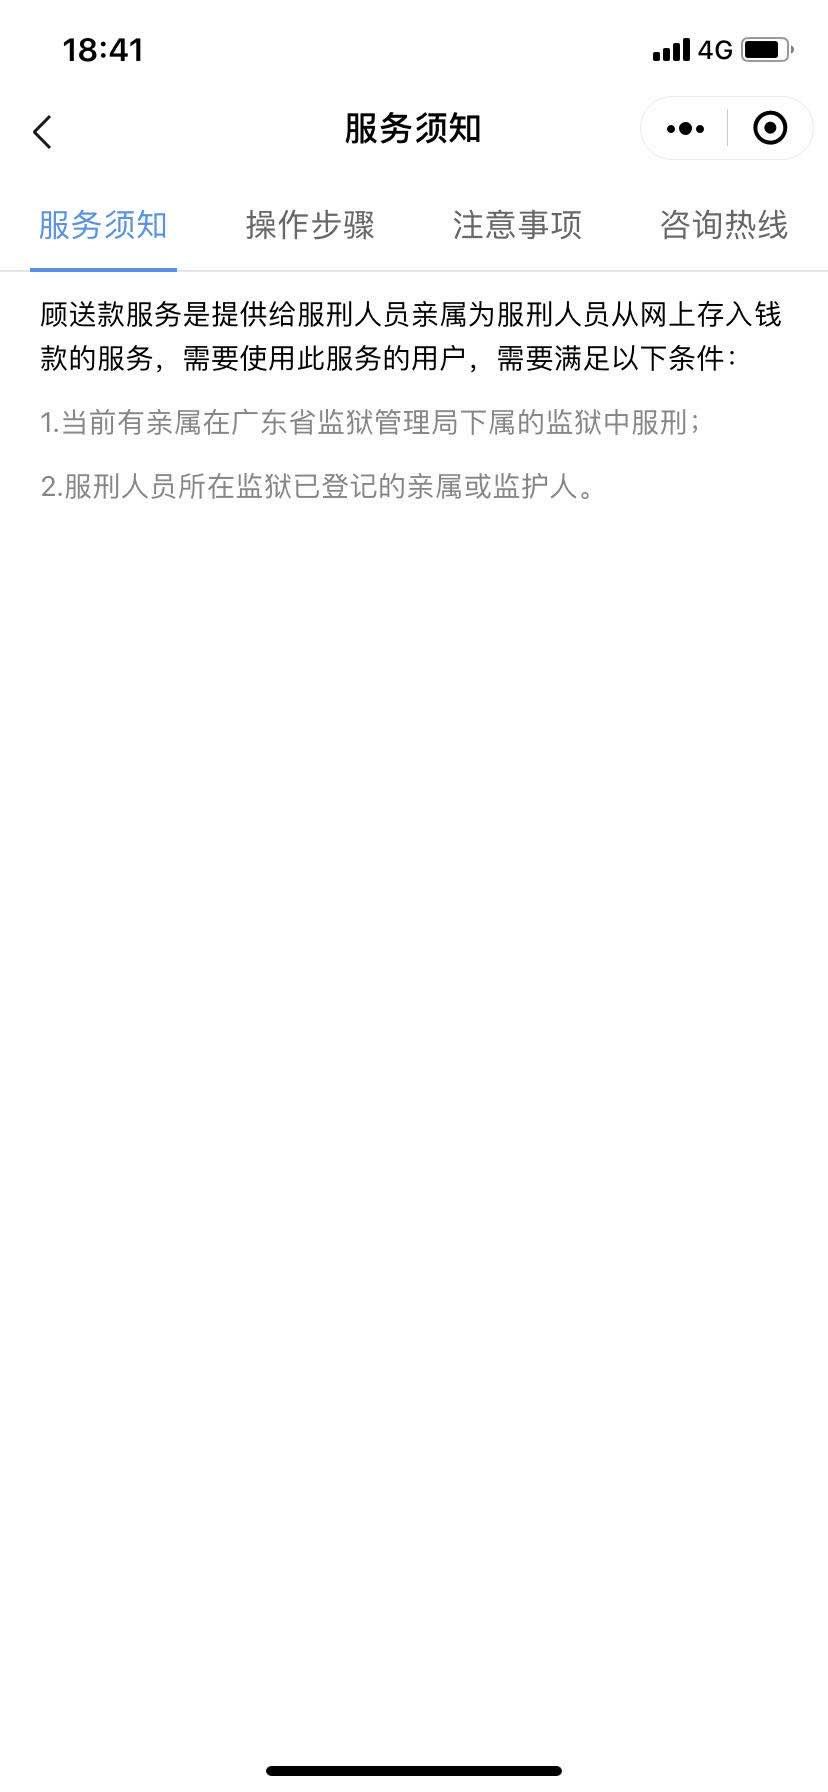 18:41
4G
服务须知
服务须知
操作步骤
注意事项
咨询热线
顾送款服务是提供给服刑人员亲属为服刑人员从网上存入钱
款的服务，需要使用此服务的用户，需要满足以下条件：
1.当前有亲属在广东省监狱管理局下属的监狱中服刑；
2.服刑人员所在监狱已登记的亲属或监护人。